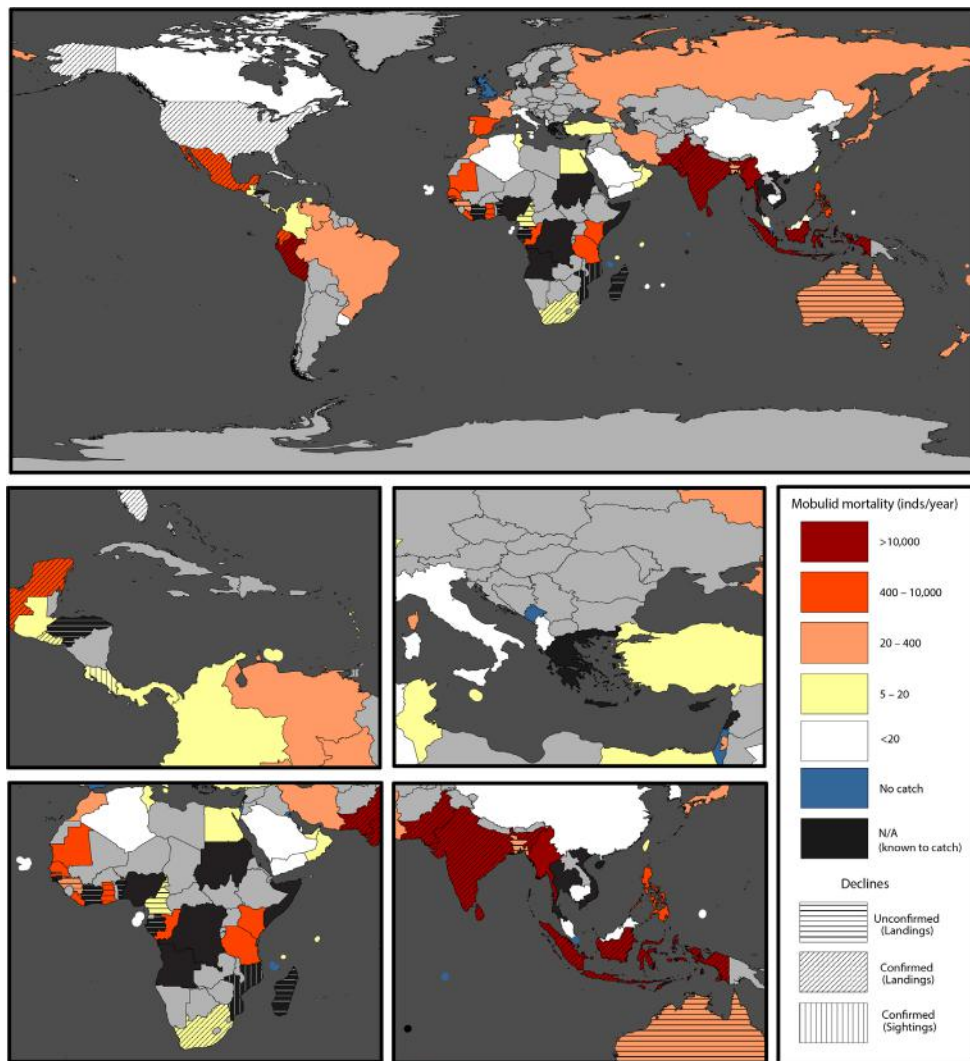 Mobulid mortality (inds/year)
>10,000
400 – 10,000
20 – 400
5 – 20
<20
No catch
N/A
(known to catch)
Declines
Unconfirmed
(Landings)
Confirmed
(Landings)
Confirmed
(Sightings)